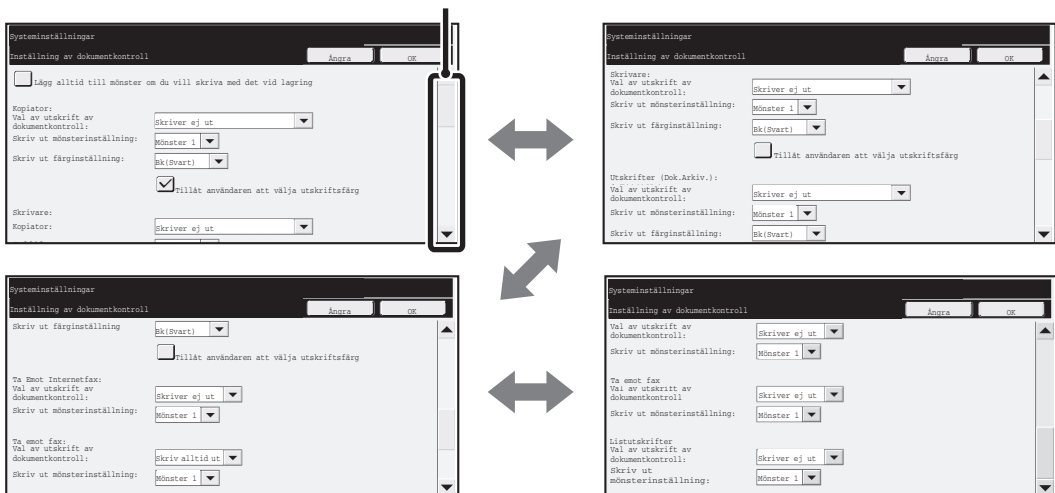 Systeminställningar
Inställning av dokumentkontroll
Ångra
OK
Lägg alltid till mönster om du vill skriva med det vid lagring
Kopiator:
Val av utskrift av
dokumentkontroll:
Skriver ej ut
Skriv ut mönsterinställning:
Mönster 1
Skriv ut färginställning:
Bk(Svart)
Tillåt användaren att välja utskriftsfärg
Skrivare:
Kopiator:
Skriver ej ut
Systeminställningar
Inställning av dokumentkontroll
Ångra
OK
Skrivare:
Val av utskrift av
dokumentkontroll:
Skriver ej ut
Skriv ut mönsterinställning:
Mönster 1
Skriv ut färginställning:
Bk(Svart)
Tillåt användaren att välja utskriftsfärg
Utskrifter (Dok.Arkiv.):
Val av utskrift av
dokumentkontroll:
Skriver ej ut
Skriv ut mönsterinställning:
Mönster 1
Skriv ut färginställning:
Bk(Svart)
Systeminställningar
Inställning av dokumentkontroll
Ångra
OK
Skriv ut färginställning
Bk(Svart)
Tillåt användaren att välja utskriftsfärg
Ta Emot Internetfax:
Val av utskrift av
dokumentkontroll:
Skriver ej ut
Skriv ut mönsterinställning:
Mönster 1
Ta emot fax:
Val av utskrift av
dokumentkontroll:
Skriv alltid ut
Skriv ut mönsterinställning:
Mönster 1
Systeminställningar
Inställning av dokumentkontroll
Ångra
OK
Val av utskrift av
dokumentkontroll:
Skriver ej ut
Skriv ut mönsterinställning:
Mönster 1
Ta emot fax
Val av utskrift av
dokumentkontroll
Skriver ej ut
Skriv ut mönsterinställning:
Mönster 1
Listutskrifter
Val av utskrift av
dokumentkontroll:
Skriver ej ut
Skriv ut
mönsterinställning:
Mönster 1